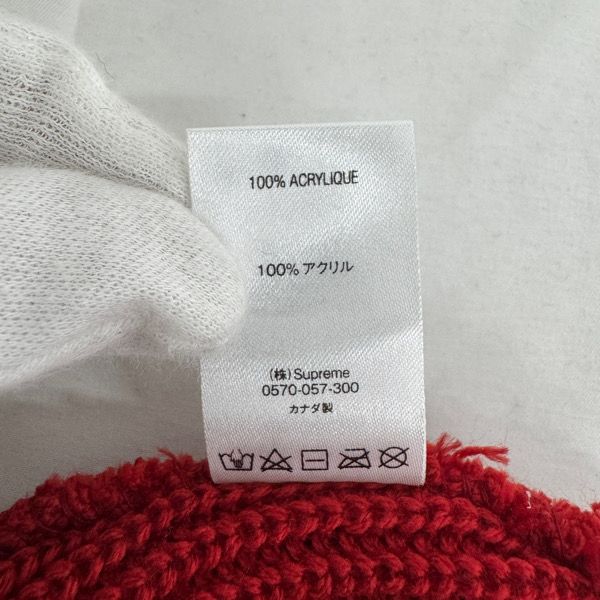 100% ACRYLIQUE
100% アクリル
(株) Supreme
0570-057-300
カナダ製